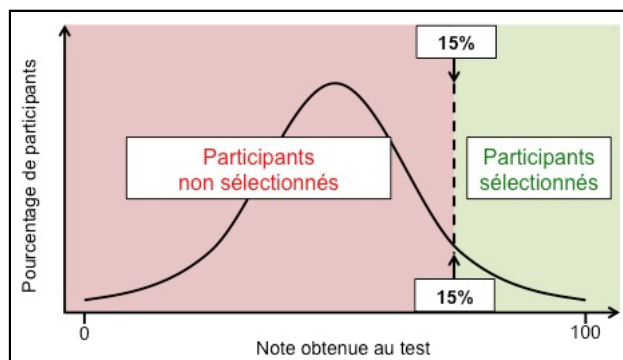 Pourcentage de participants
15%
Participants
non sélectionnés
Participants
sélectionnés
15%
0
100
Note obtenue au test